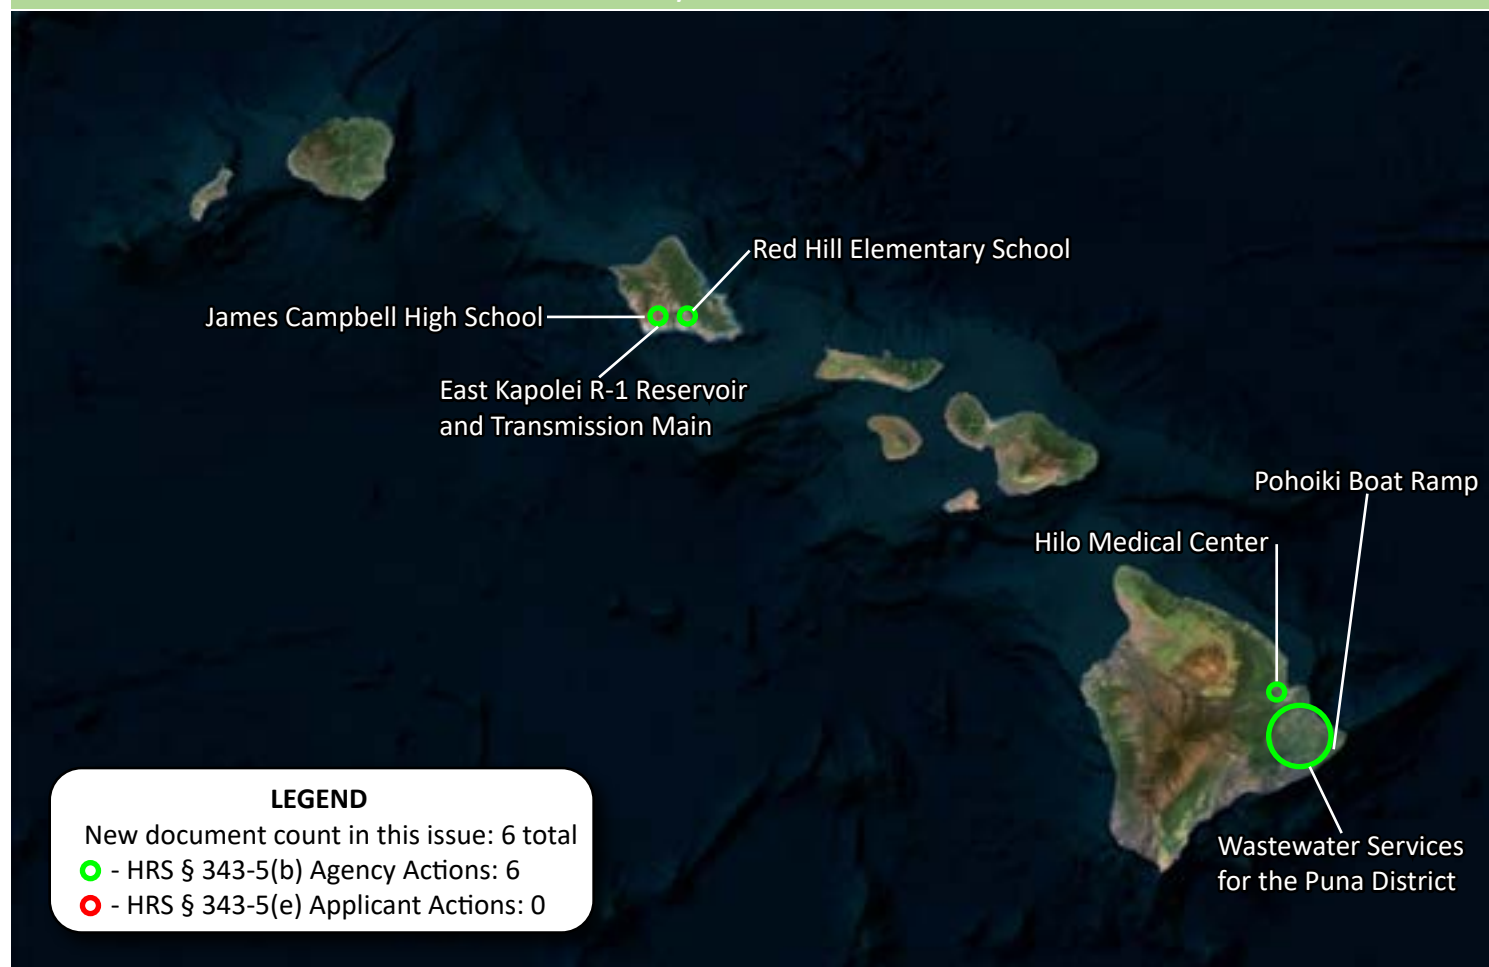 Red Hill Elementary School
James Campbell High School
East Kapolei R-1 Reservoir
and Transmission Main
Pohoiki Boat Ramp
Hilo Medical Center
Wastewater Services
for the Puna District
LEGEND
New document count in this issue: 6 total
- HRS § 343-5(b) Agency Actions: 6
- HRS § 343-5(e) Applicant Actions: 0